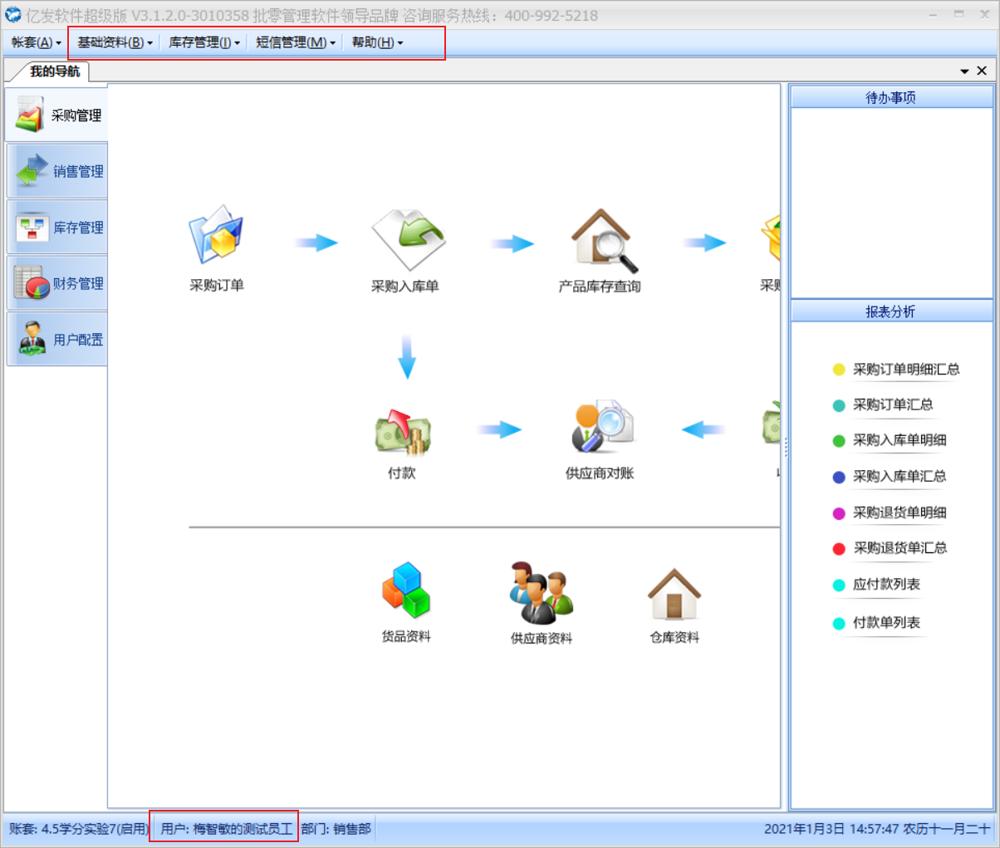 亿发软件超级版 V3.1.2.0-3010358 批零管理软件领导品牌 咨询服务热线：400-992-5218
帐套(A) 基础资料(B) 库存管理(I) 短信管理(M) 帮助(H)
我的导航
采购管理
销售管理
库存管理
财务管理
用户配置
采购订单
采购入库单
产品库存查询
采购
付款
供应商对账
货品资料
供应商资料
仓库资料
待办事项
报表分析
采购订单明细汇总
采购订单汇总
采购入库单明细
采购入库单汇总
采购退货单明细
采购退货单汇总
应付款列表
付款单列表
账套: 4.5学分实验7(启用) 用户: 梅智敏的测试员工 部门: 销售部 2021年1月3日 14:57:47 农历十一月二十